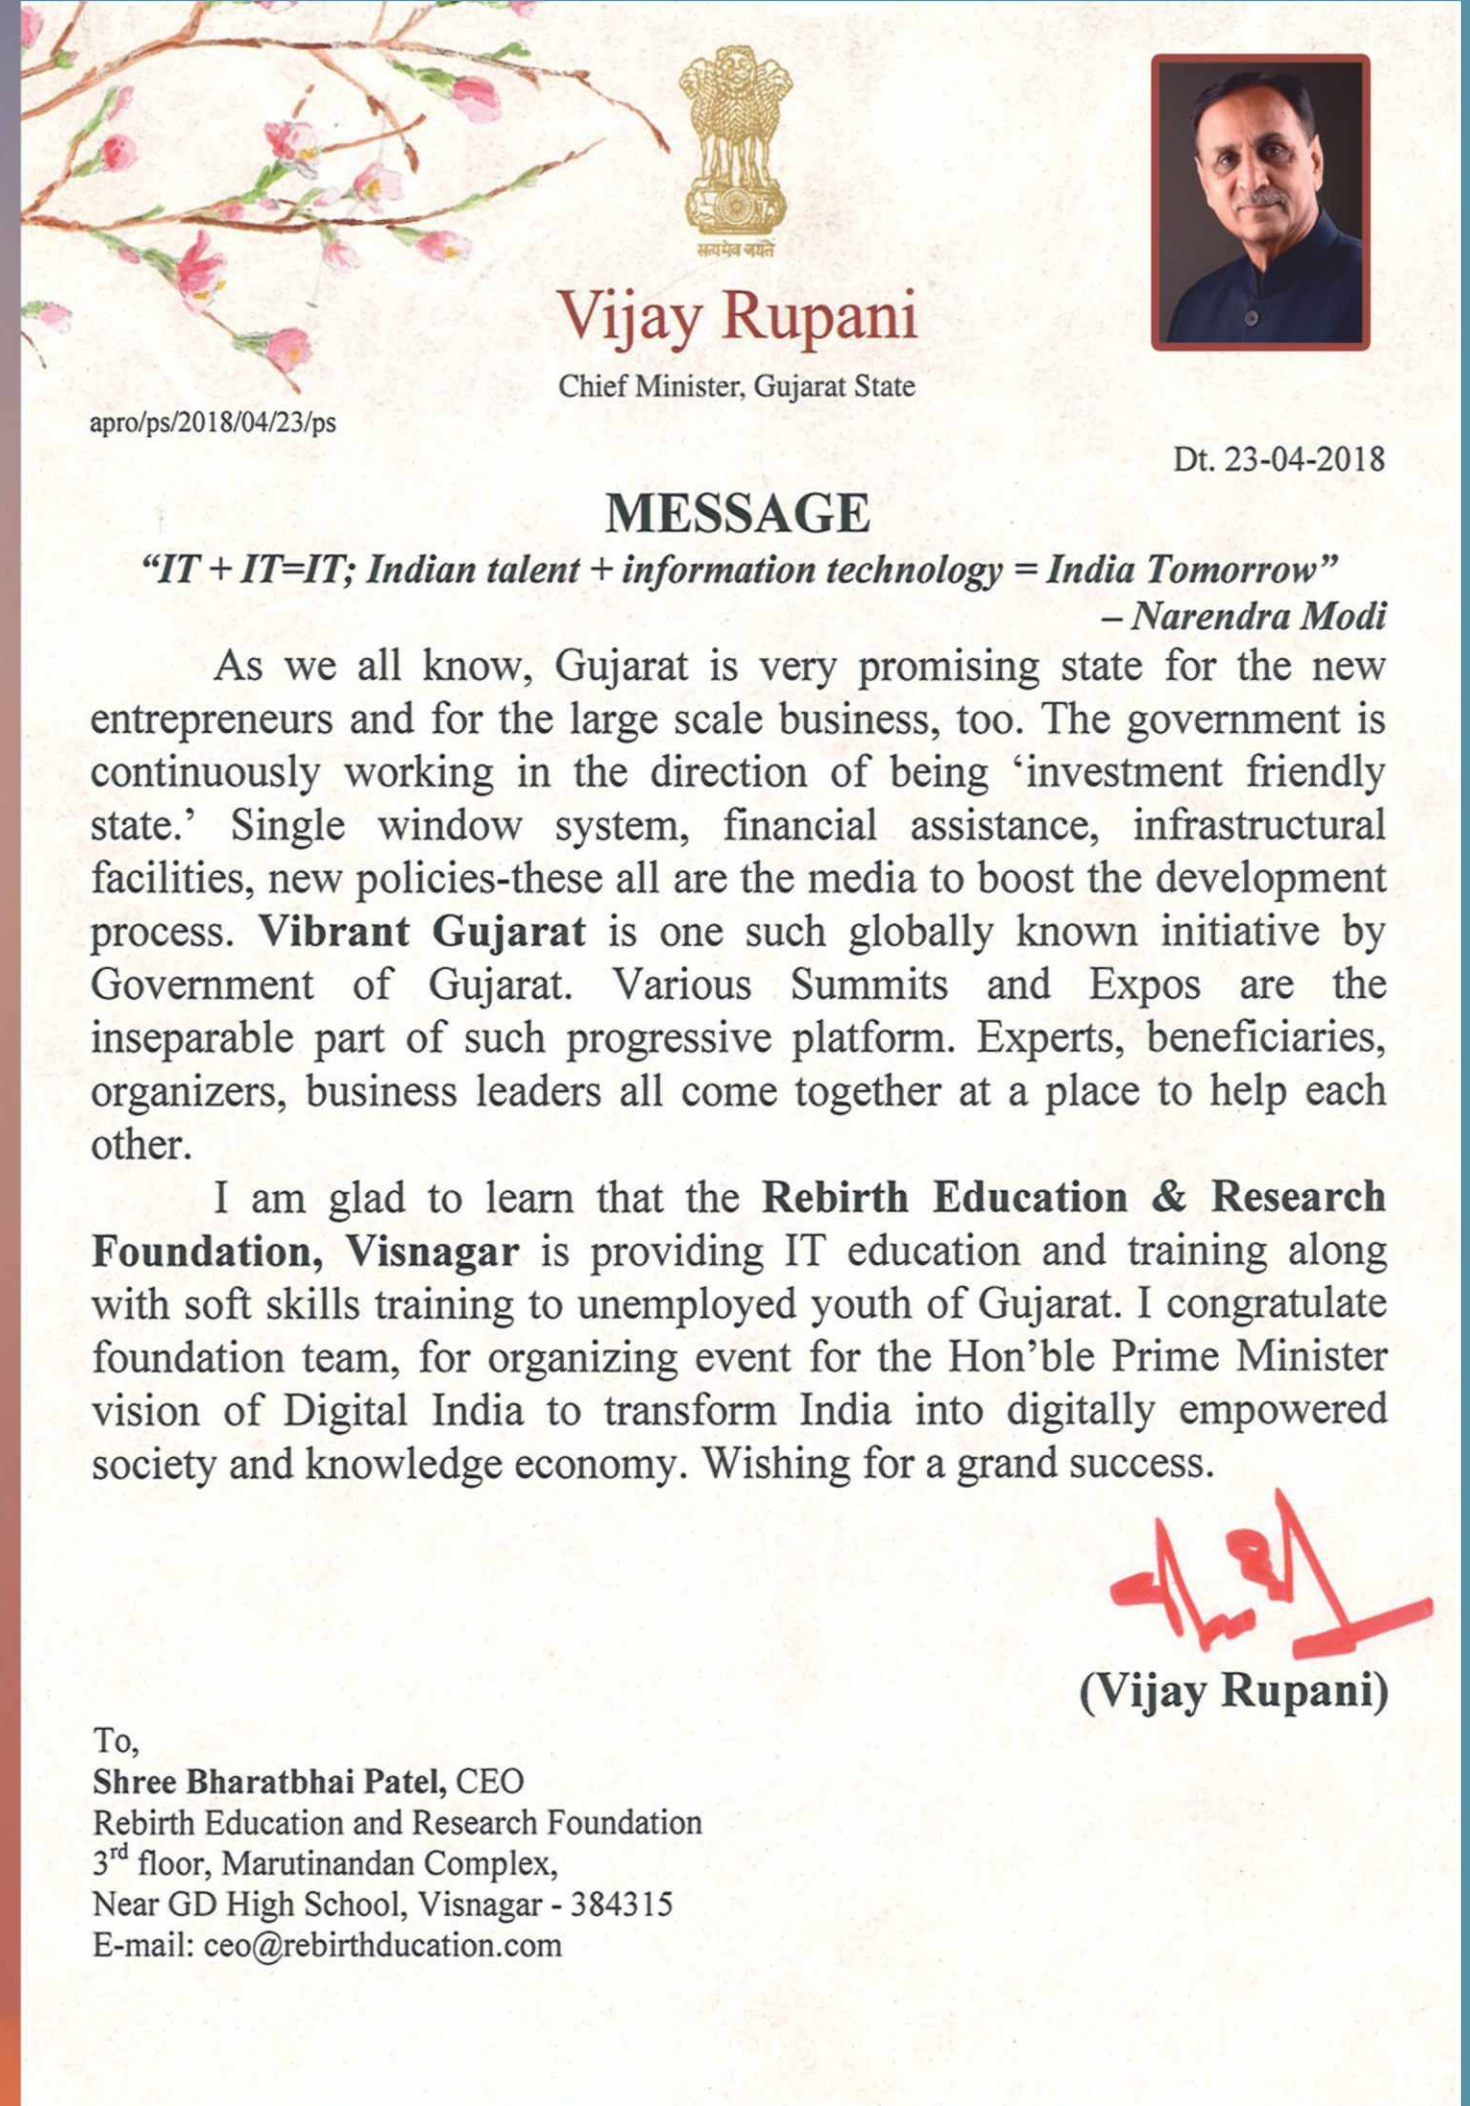 सत्यमेव जयते
Vijay Rupani
Chief Minister, Gujarat State
apro/ps/2018/04/23/ps
Dt. 23-04-2018
MESSAGE
“IT + IT=IT; Indian talent + information technology = India Tomorrow”
– Narendra Modi
As we all know, Gujarat is very promising state for the new
entrepreneurs and for the large scale business, too. The government is
continuously working in the direction of being ‘investment friendly
state.’ Single window system, financial assistance, infrastructural
facilities, new policies-these all are the media to boost the development
process. Vibrant Gujarat is one such globally known initiative by
Government of Gujarat. Various Summits and Expos are the
inseparable part of such progressive platform. Experts, beneficiaries,
organizers, business leaders all come together at a place to help each
other.
I am glad to learn that the Rebirth Education & Research
Foundation, Visnagar is providing IT education and training along
with soft skills training to unemployed youth of Gujarat. I congratulate
foundation team, for organizing event for the Hon’ble Prime Minister
vision of Digital India to transform India into digitally empowered
society and knowledge economy. Wishing for a grand success.
(Vijay Rupani)
To,
Shree Bharatbhai Patel, CEO
Rebirth Education and Research Foundation
3rd floor, Marutinandan Complex,
Near GD High School, Visnagar - 384315
E-mail: ceo@rebirthducation.com